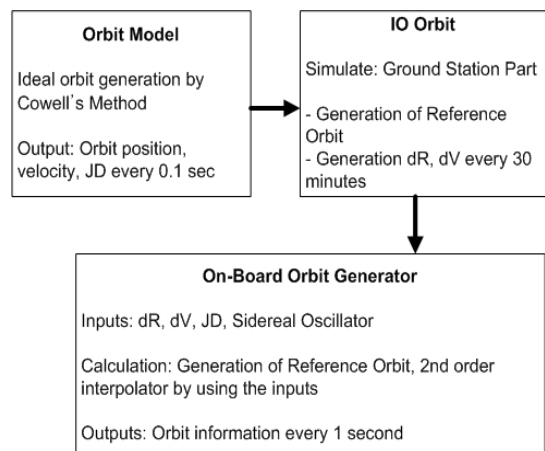 Orbit Model
Ideal orbit generation by
Cowell's Method
Output: Orbit position,
velocity, JD every 0.1 sec
IO Orbit
Simulate: Ground Station Part
- Generation of Reference
Orbit
- Generation dR, dV every 30
minutes
On-Board Orbit Generator
Inputs: dR, dV, JD, Sidereal Oscillator
Calculation: Generation of Reference Orbit, 2nd order
interpolator by using the inputs
Outputs: Orbit information every 1 second